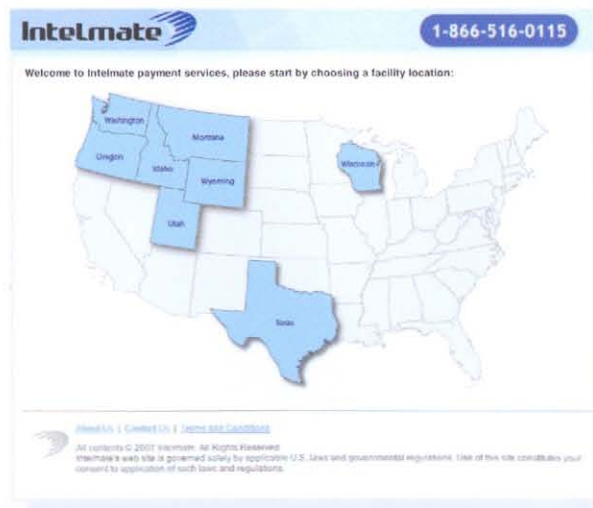 Intelmate
1-866-516-0115
Welcome to Intelmate payment services, please start by choosing a facility location:
Washington
Montana
Oregon
Idaho
Wyoming
Wisconsin
Utah
Texas
About Us | Contact Us | Terms and Conditions
All contents © 2007 Intelmate. All Rights Reserved
Intelmate's web site is governed solely by applicable U.S. laws and governmental regulations. Use of this site constitutes your
consent to application of such laws and regulations.